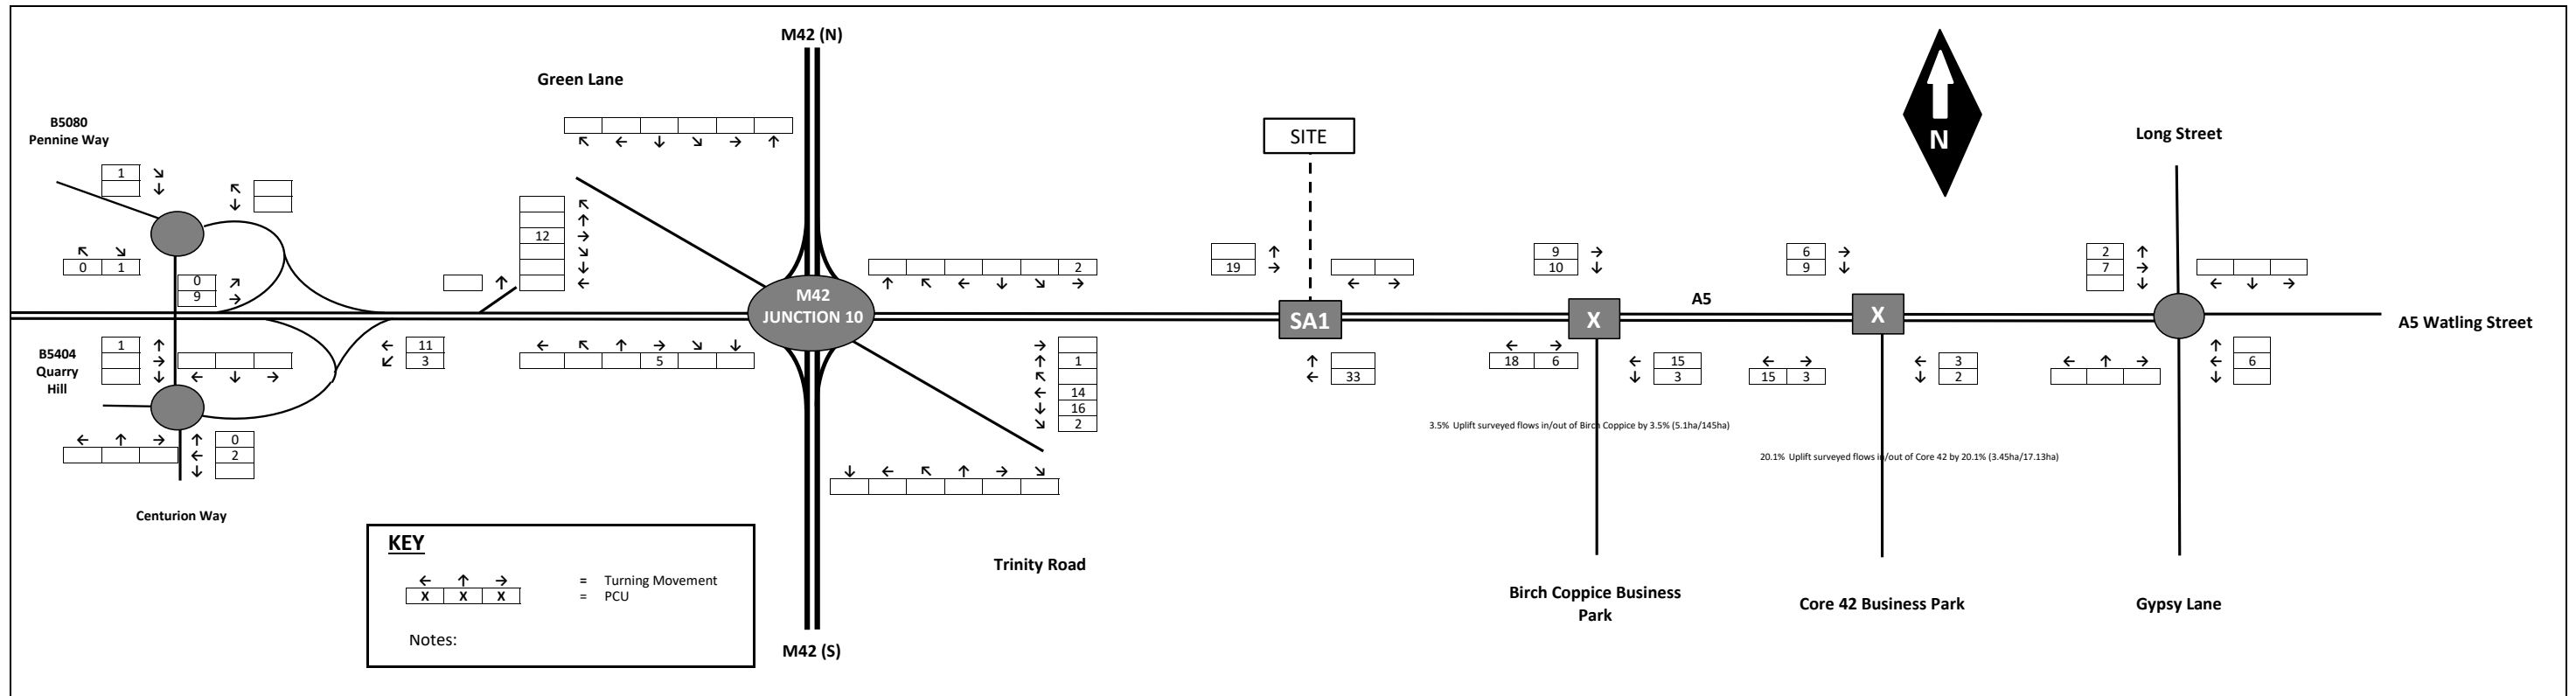 M42 (N)
Green Lane
B5080
Pennine Way
SITE
N
Long Street
1
↘
↓
↖
↓
↖ ← ↓ ↘ → ↑
↖
↑
12 →
↘
↓
←
↖ ↘
0 1
0 ↗
9 →
↑
2
↑ ↖ ← ↓ ↘ →
↑
19 →
← →
9 →
10 ↓
6 →
9 ↓
2 ↑
7 →
↓
← ↓ →
M42
JUNCTION 10
SA1
X
A5
X
A5 Watling Street
B5404
Quarry
Hill
1 ↑
→
↓
← ↓ →
← 11
↙ 3
← ↖ ↑ → ↘ ↓
5
→
↑ 1
↖
← 14
↓ 16
↘ 2
↑
← 33
← →
18 6
← 15
↓ 3
← →
15 3
← 3
↓ 2
← ↑ →
↑
← 6
↓
3.5% Uplift surveyed flows in/out of Birch Coppice by 3.5% (5.1ha/145ha)
20.1% Uplift surveyed flows in/out of Core 42 by 20.1% (3.45ha/17.13ha)
← ↑ →
↑ 0
← 2
↓
↓ ← ↖ ↑ → ↘
Centurion Way
KEY
← ↑ → = Turning Movement
X X X = PCU
Notes:
Trinity Road
M42 (S)
Birch Coppice Business
Park
Core 42 Business Park
Gypsy Lane